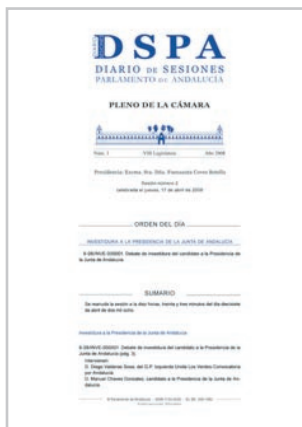 DIARIO
DSPA
DIARIO DE SESIONES
PARLAMENTO DE ANDALUCÍA
PLENO DE LA CÁMARA
Núm. VIII Legislatura Año 2008
Presidencia: Excma. Sra. Dña. Fuensanta Coves Botella
Sesión número 2
celebrada el jueves, 17 de abril de 2008
ORDEN DEL DÍA
INVESTIDURA A LA PRESIDENCIA DE LA JUNTA DE ANDALUCÍA
Debate de investidura del candidato a la Presidencia de
la Junta de Andalucía.
SUMARIO
Se reanuda la sesión a la diez horas, treinta y tres minutos del día diecisiete
de abril de dos mil ocho.
Investidura a la Presidencia de la Junta de Andalucía
Debate de investidura del candidato a la Presidencia de la
Junta de Andalucía (pág. 3).
Intervienen:
D. Diego Valderas Sosa, del G.P. Izquierda Unida Los Verdes-Convocatoria
por Andalucía.
D. Manuel Chaves González, candidato a la Presidencia de la Junta de An-
dalucía.